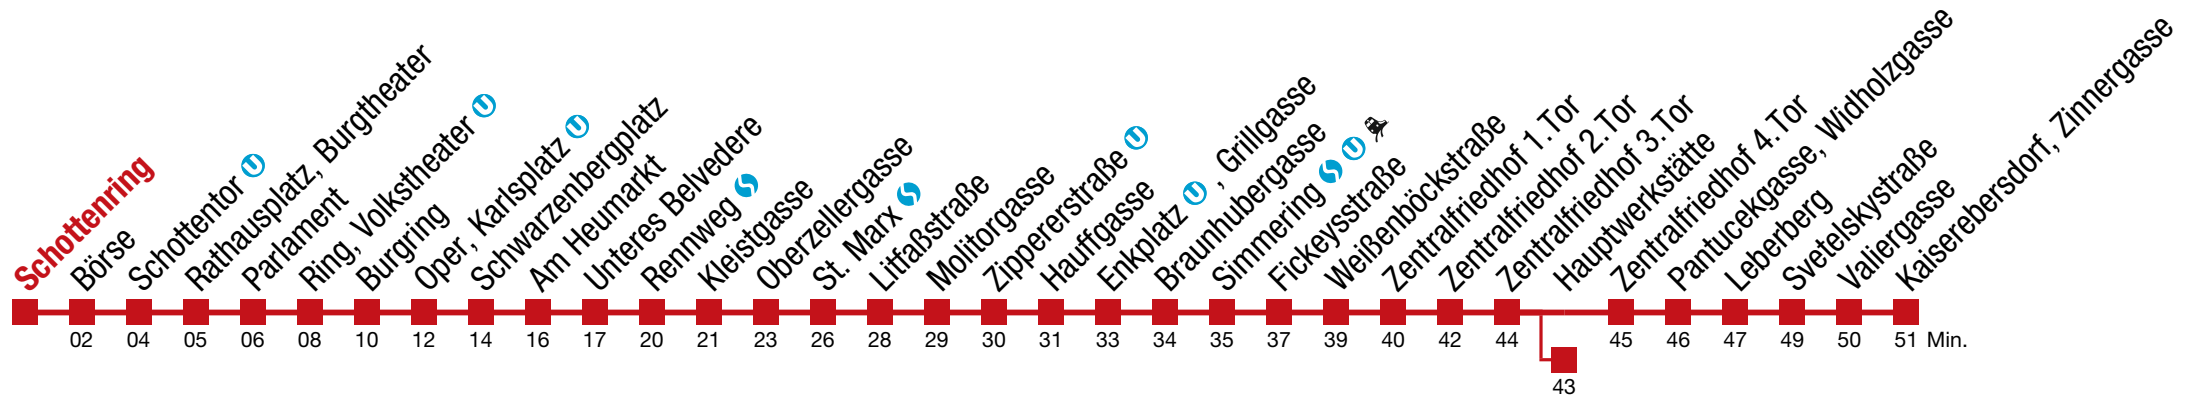 Schottenring
Börse
Schottentor U
Rathausplatz, Burgtheater
Parlament
Ring, Volkstheater U
Burgring
Oper, Karlsplatz U
Schwarzenbergplatz
Am Heumarkt
Unteres Belvedere
Rennweg
Kleistgasse
Oberzellergasse
St. Marx
Litfaßstraße
Molitorgasse
Zippererstraße U
Hauffgasse
Enkplatz U , Grillgasse
Braunhubergasse
Simmering U
Fickeysstraße
Weißenböckstraße
Zentralfriedhof 1.Tor
Zentralfriedhof 2.Tor
Zentralfriedhof 3.Tor
Hauptwerkstätte
Zentralfriedhof 4.Tor
Pantucekgasse, Widholzgasse
Leberberg
Svetelskystraße
Valiergasse
Kaiserebersdorf, Zinnergasse
02 04 05 06 08 10 12 14 16 17 20 21 23 26 28 29 30 31 33 34 35 37 39 40 42 44 45 46 47 49 50 51 Min.
43